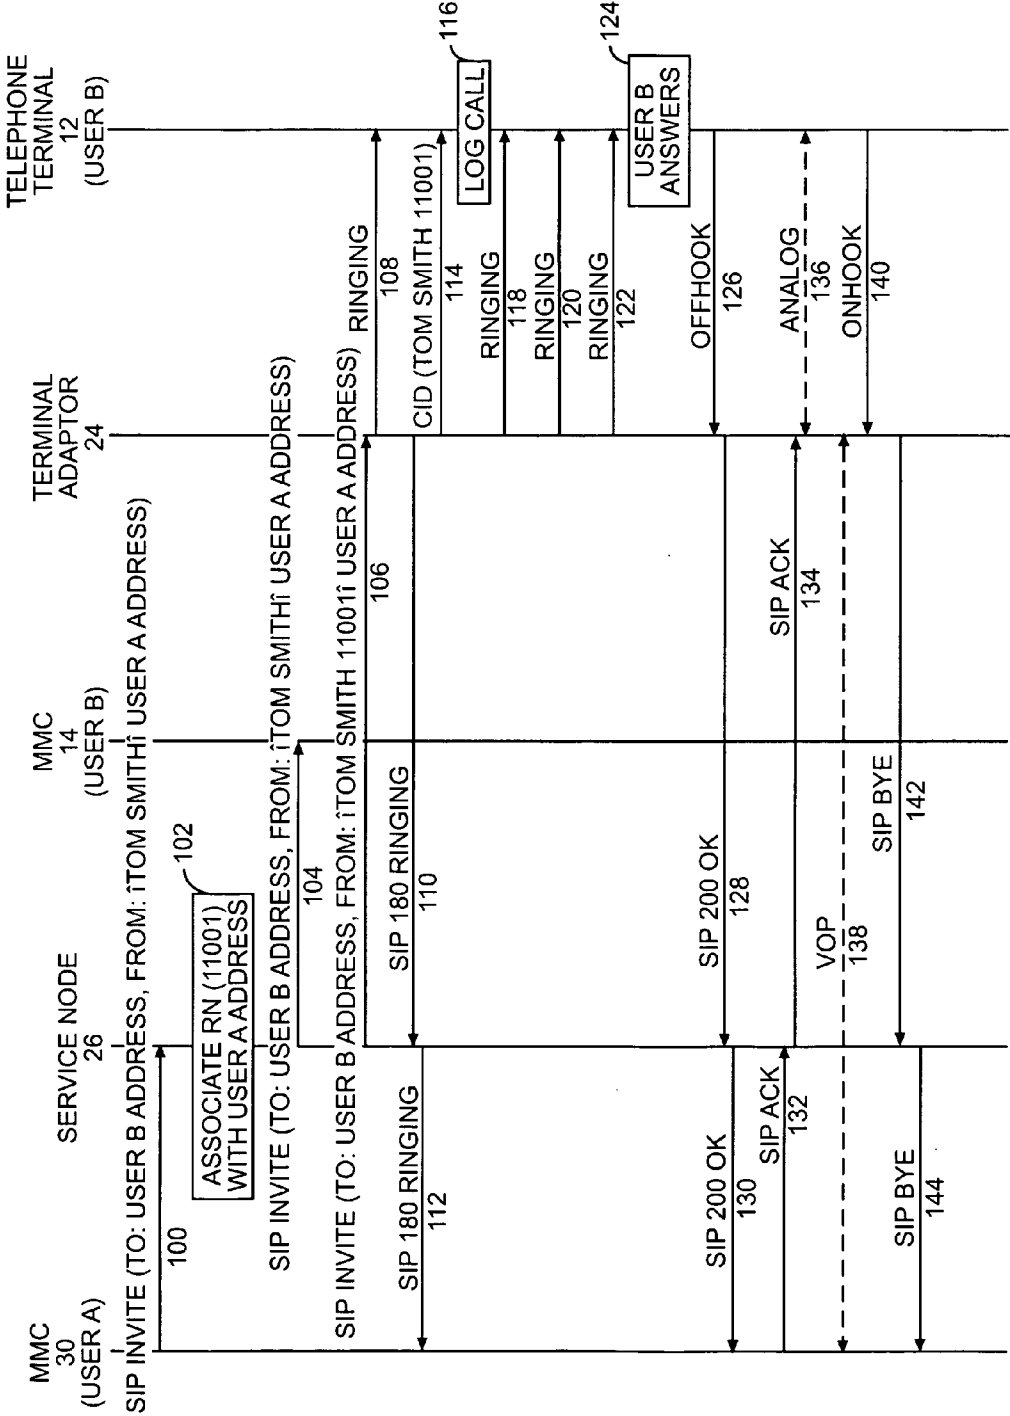 MMC
30
(USER A)
SERVICE NODE
26
MMC
14
(USER B)
TERMINAL
ADAPTOR
24
TELEPHONE
TERMINAL
12
(USER B)
SIP INVITE (TO: USER B ADDRESS, FROM: îTOM SMITHî USER A ADDRESS)
100
ASSOCIATE RN (11001)
WITH USER A ADDRESS
102
SIP INVITE (TO: USER B ADDRESS, FROM: îTOM SMITHî USER A ADDRESS)
104
SIP INVITE (TO: USER B ADDRESS, FROM: îTOM SMITH 11001î USER A ADDRESS)
106
RINGING
108
SIP 180 RINGING
110
SIP 180 RINGING
112
CID (TOM SMITH 11001)
114
LOG CALL
116
RINGING
118
RINGING
120
RINGING
122
USER B
ANSWERS
124
OFFHOOK
126
SIP 200 OK
128
SIP 200 OK
130
SIP ACK
132
SIP ACK
134
ANALOG
136
VOP
138
ONHOOK
140
SIP BYE
142
SIP BYE
144